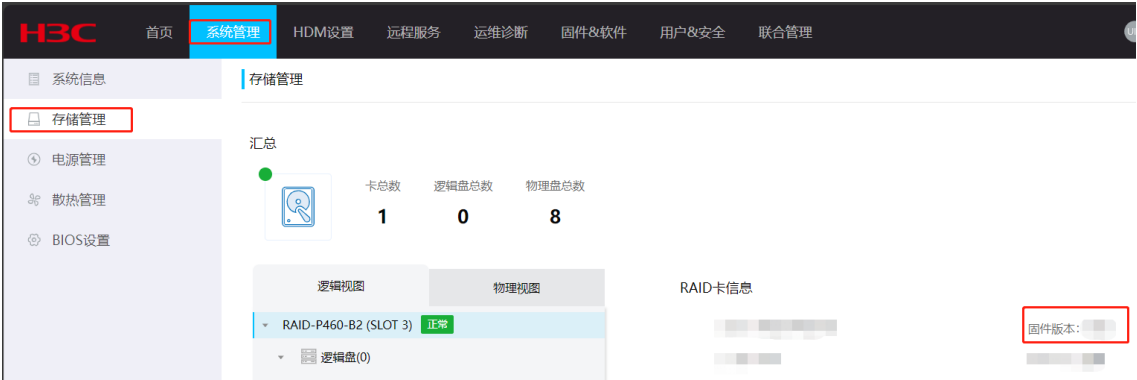 H3C 首页 系统管理 HDM设置 远程服务 运维诊断 固件&软件 用户&安全 联合管理
系统信息
存储管理
电源管理
散热管理
BIOS设置
存储管理
汇总
卡总数 逻辑盘总数 物理盘总数
1 0 8
逻辑视图 物理视图
RAID-P460-B2 (SLOT 3) 正常
逻辑盘(0)
RAID卡信息
固件版本: